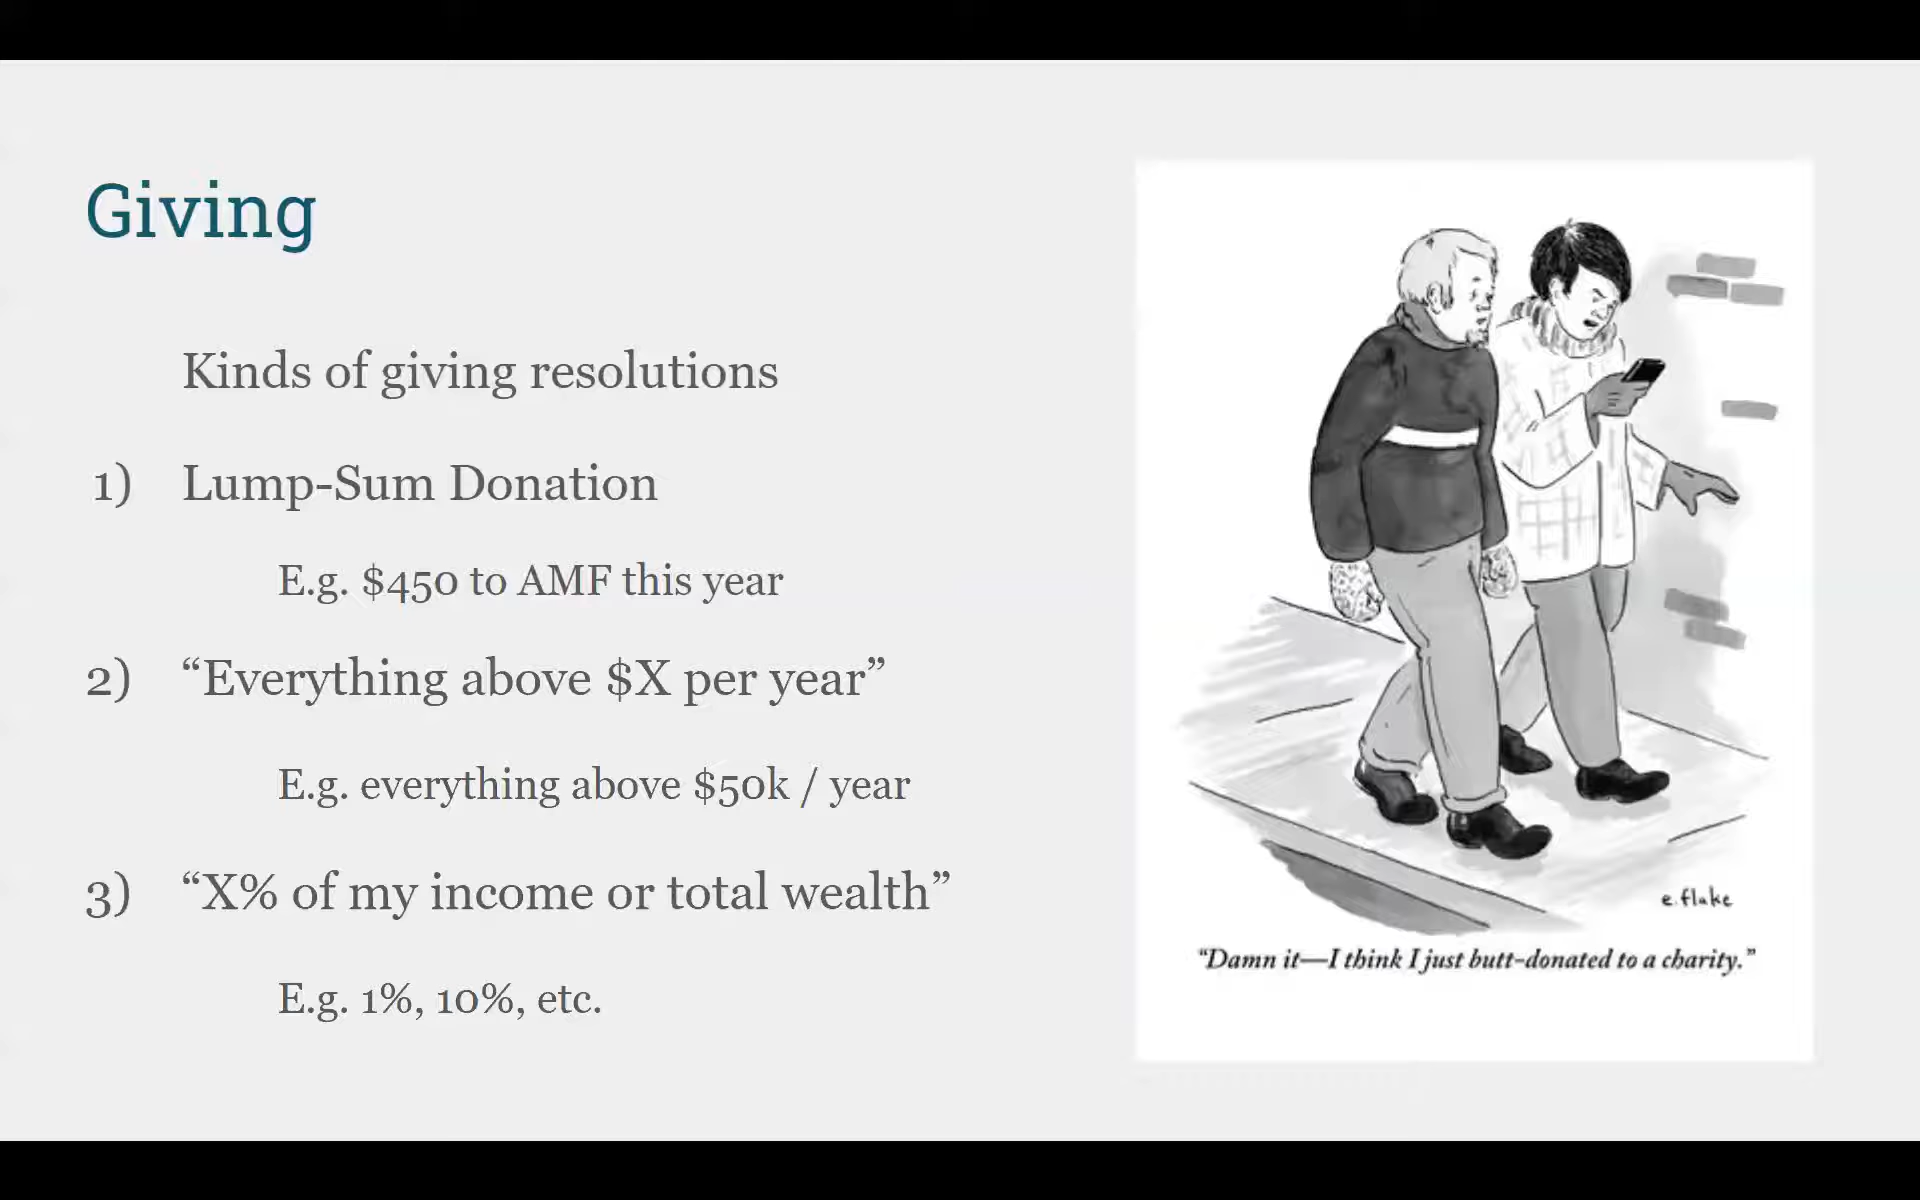 Giving
Kinds of giving resolutions
1) Lump-Sum Donation
E.g. $450 to AMF this year
2) “Everything above $X per year”
E.g. everything above $50k / year
3) “X% of my income or total wealth”
E.g. 1%, 10%, etc.
e.flake
“Damn it—I think I just butt-donated to a charity.”